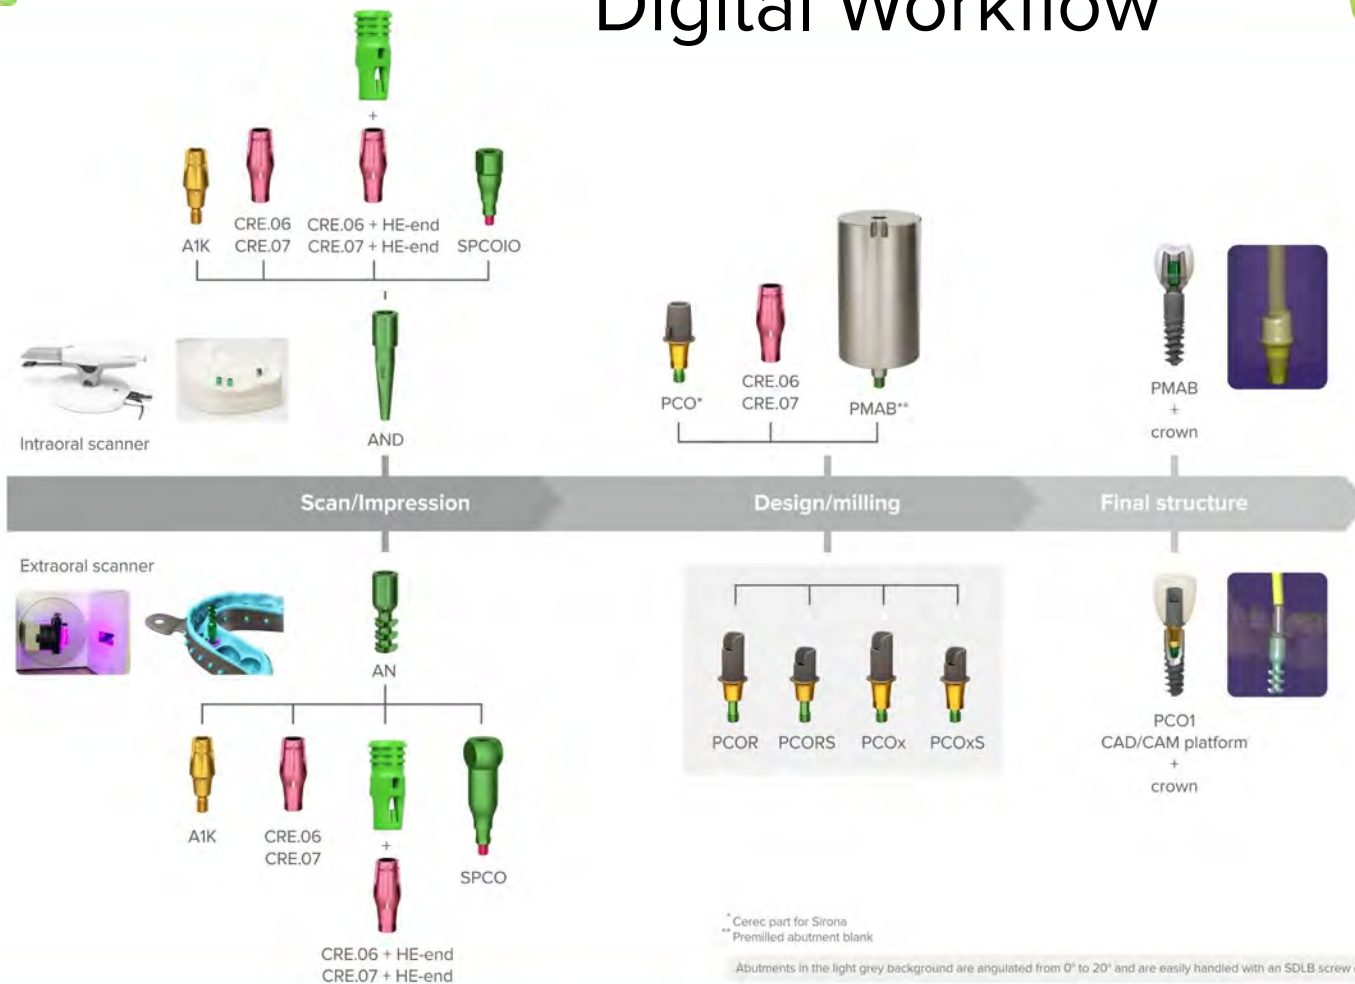 Digital Workflow
+
A1K
CRE.06
CRE.07
CRE.06 + HE-end
CRE.07 + HE-end
SPCOIO
Intraoral scanner
AND
PCO*
CRE.06
CRE.07
PMAB**
PMAB
+
crown
Scan/Impression
Design/milling
Final structure
Extraoral scanner
AN
A1K
CRE.06
CRE.07
+
CRE.06 + HE-end
CRE.07 + HE-end
SPCO
PCOR
PCORS
PCOx
PCOxS
PCO1
CAD/CAM platform
+
crown
* Cerec part for Sirona
** Premilled abutment blank
Abutments in the light grey background are angulated from 0° to 20° and are easily handled with an SDLB screw